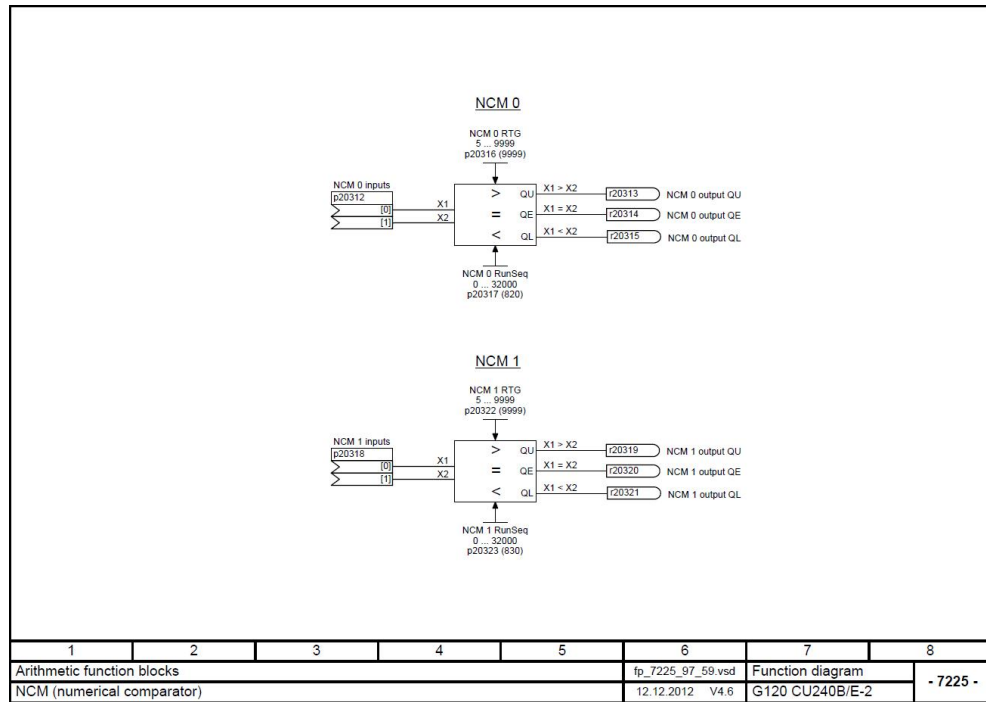 NCM 0
NCM 0 RTG
5 ... 9999
p20316 (9999)
NCM 0 inputs
p20312
[0]
[1]
X1
X2
>
=
<
QU
QE
QL
X1 > X2
X1 = X2
X1 < X2
r20313
r20314
r20315
NCM 0 output QU
NCM 0 output QE
NCM 0 output QL
NCM 0 RunSeq
0 ... 32000
p20317 (820)
NCM 1
NCM 1 RTG
5 ... 9999
p20322 (9999)
NCM 1 inputs
p20318
[0]
[1]
X1
X2
>
=
<
QU
QE
QL
X1 > X2
X1 = X2
X1 < X2
r20319
r20320
r20321
NCM 1 output QU
NCM 1 output QE
NCM 1 output QL
NCM 1 RunSeq
0 ... 32000
p20323 (830)
1 2 3 4 5 6 7 8
Arithmetic function blocks fp_7225_97_59.vsd Function diagram
- 7225 -
NCM (numerical comparator) 12.12.2012 V4.6 G120 CU240B/E-2